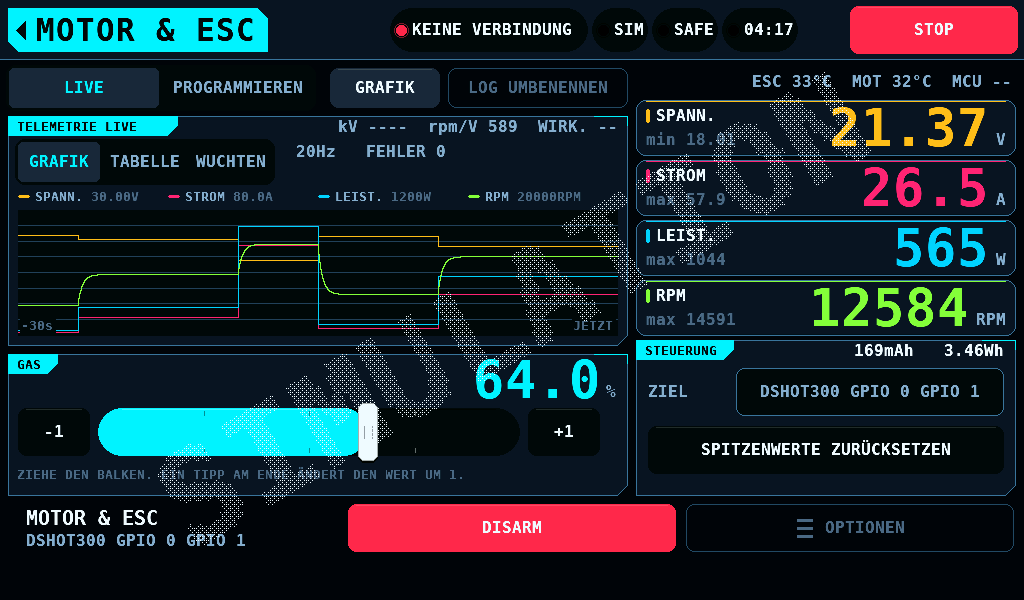 MOTOR & ESC
KEINE VERBINDUNG
SIM
SAFE
04:17
STOP
LIVE
PROGRAMMIEREN
GRAFIK
LOG UMBENENNEN
ESC 33°C MOT 32°C MCU --
TELEMETRIE LIVE
kV ---- rpm/V 589 WIRK. --
GRAFIK TABELLE WUCHTEN
20Hz FEHLER 0
SPANN. 30.00V STROM 80.0A LEIST. 1200W RPM 20000RPM
-30s
JETZT
SPANN.
min 18.01
21.37 V
STROM
max 57.9
26.5 A
LEIST.
max 1044
565 W
RPM
max 14591
12584 RPM
GAS
64.0 %
-1
+1
ZIEHE DEN BALKEN. EIN TIPP AM ENDE ÄNDERT DEN WERT UM 1.
STEUERUNG
169mAh 3.46Wh
ZIEL
DSHOT300 GPIO 0 GPIO 1
SPITZENWERTE ZURÜCKSETZEN
MOTOR & ESC
DSHOT300 GPIO 0 GPIO 1
DISARM
OPTIONEN
SIMULATION